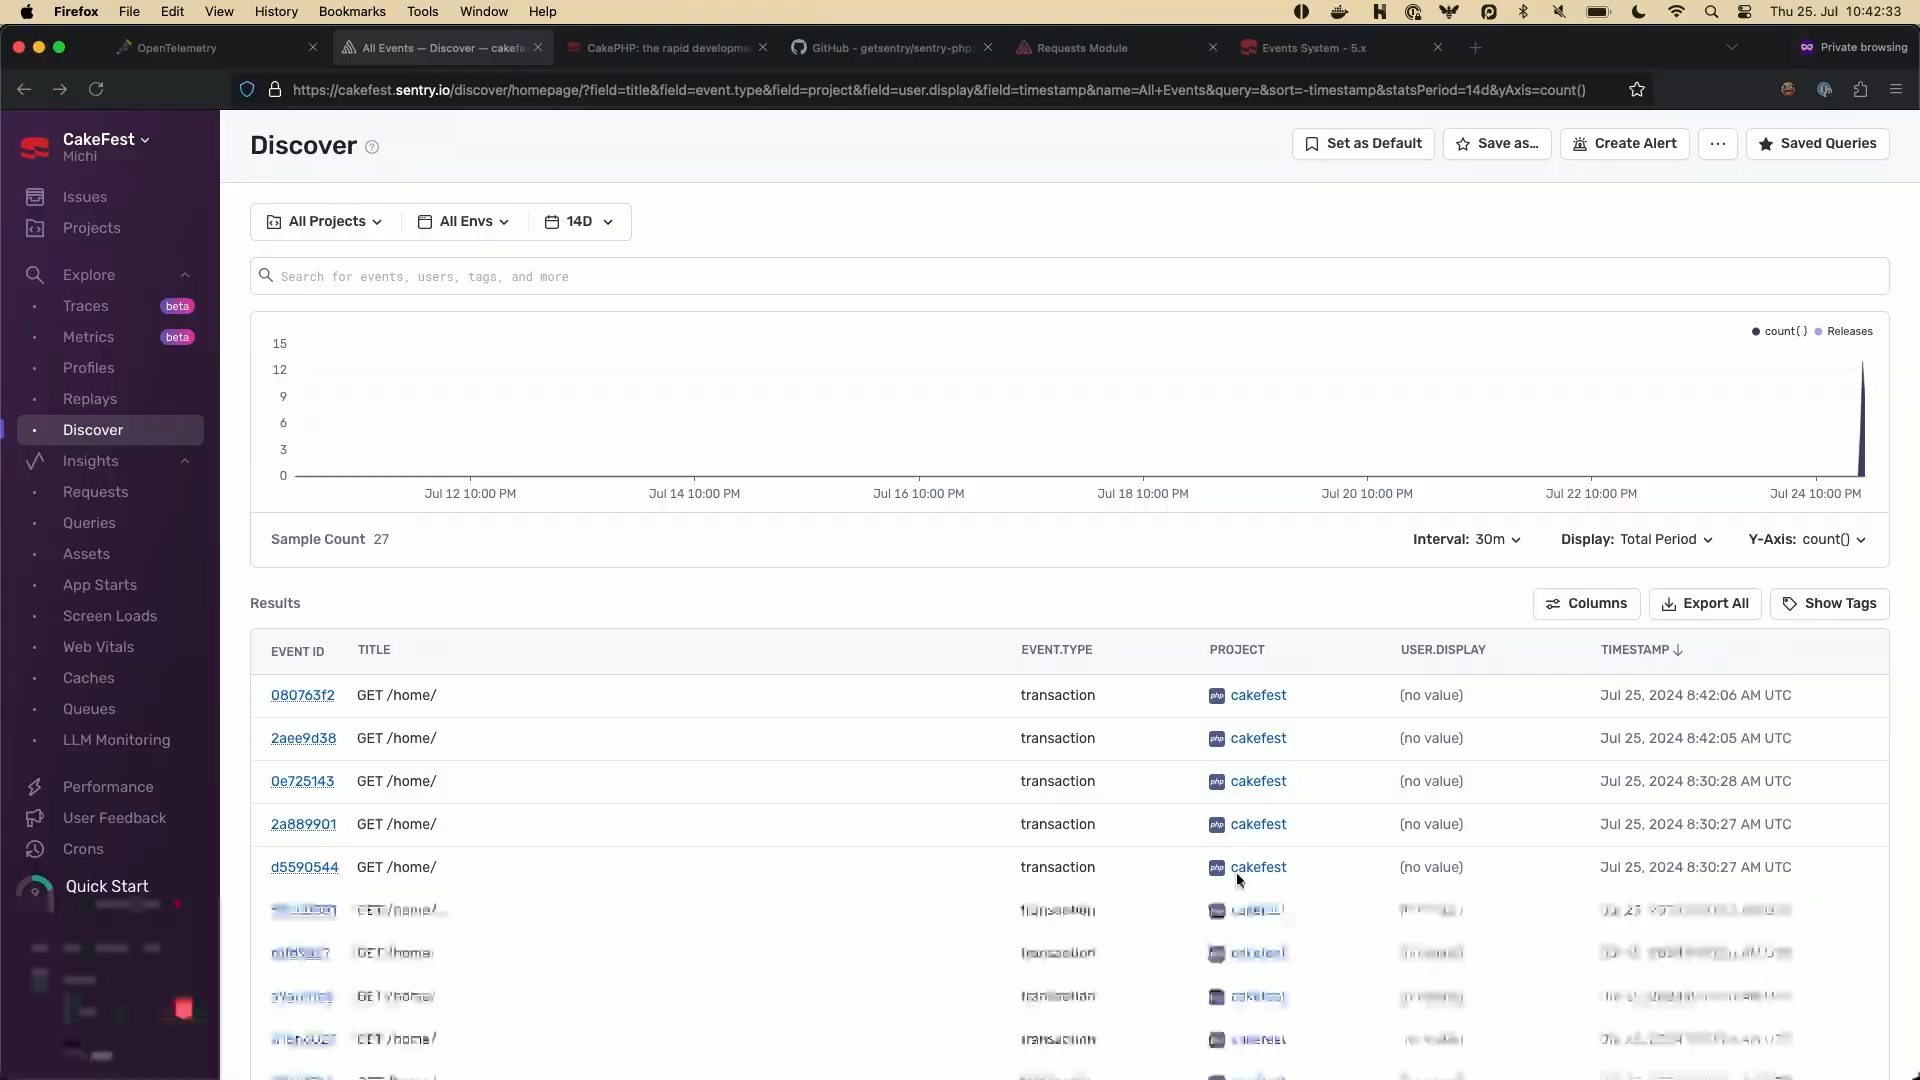 Firefox File Edit View History Bookmarks Tools Window Help Thu 25. Jul 10:42:33
OpenTelemetry All Events — Discover — cakefe CakePHP: the rapid developme GitHub - getsentry/sentry-php: Requests Module Events System - 5.x Private browsing
https://cakefest.sentry.io/discover/homepage/?field=title&field=event.type&field=project&field=user.display&field=timestamp&name=All+Events&query=&sort=-timestamp&statsPeriod=14d&yAxis=count()
CakeFest
Michi
Issues
Projects
Explore
Traces beta
Metrics beta
Profiles
Replays
Discover
Insights
Requests
Queries
Assets
App Starts
Screen Loads
Web Vitals
Caches
Queues
LLM Monitoring
Performance
User Feedback
Crons
Quick Start
Discover
Set as Default Save as... Create Alert Saved Queries
All Projects All Envs 14D
Search for events, users, tags, and more
count() Releases
15
12
9
6
3
0
Jul 12 10:00 PM Jul 14 10:00 PM Jul 16 10:00 PM Jul 18 10:00 PM Jul 20 10:00 PM Jul 22 10:00 PM Jul 24 10:00 PM
Sample Count 27 Interval: 30m Display: Total Period Y-Axis: count()
Results Columns Export All Show Tags
EVENT ID TITLE EVENT.TYPE PROJECT USER.DISPLAY TIMESTAMP
080763f2 GET /home/ transaction php cakefest (no value) Jul 25, 2024 8:42:06 AM UTC
2aee9d38 GET /home/ transaction php cakefest (no value) Jul 25, 2024 8:42:05 AM UTC
0e725143 GET /home/ transaction php cakefest (no value) Jul 25, 2024 8:30:28 AM UTC
2a889901 GET /home/ transaction php cakefest (no value) Jul 25, 2024 8:30:27 AM UTC
d5590544 GET /home/ transaction php cakefest (no value) Jul 25, 2024 8:30:27 AM UTC